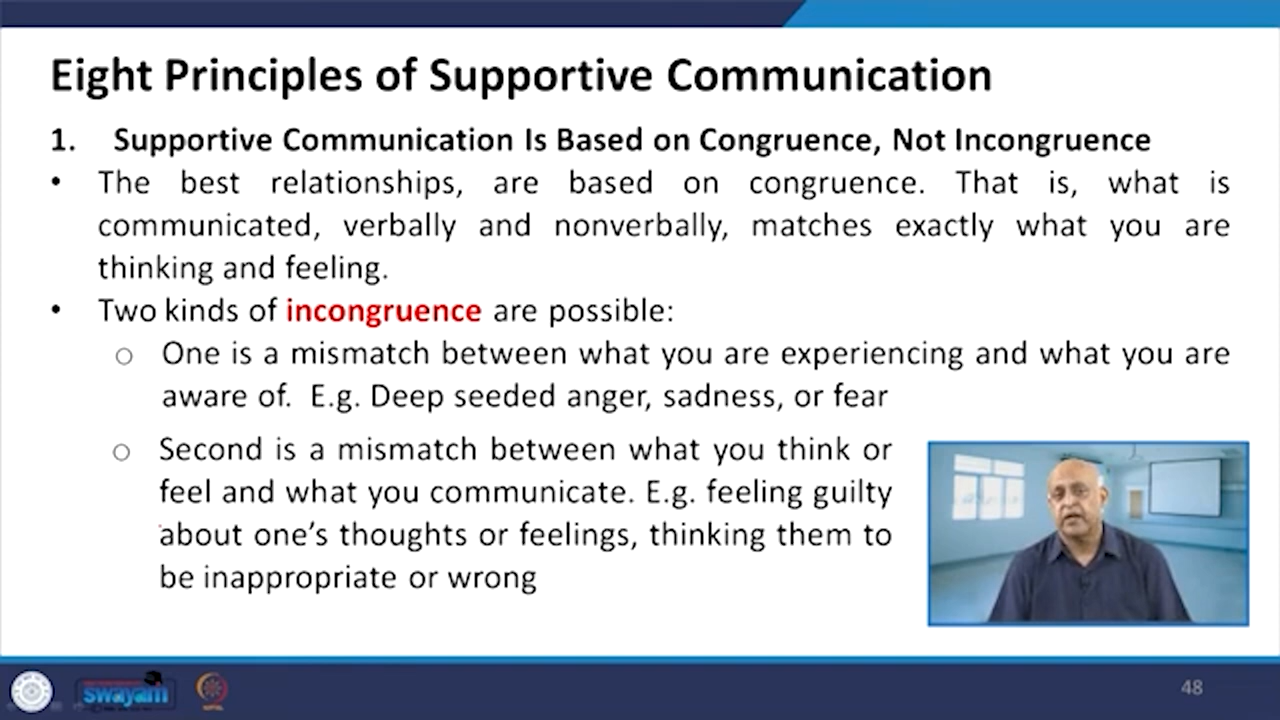 Eight Principles of Supportive Communication
1. Supportive Communication Is Based on Congruence, Not Incongruence
• The best relationships, are based on congruence. That is, what is
communicated, verbally and nonverbally, matches exactly what you are
thinking and feeling.
• Two kinds of incongruence are possible:
○ One is a mismatch between what you are experiencing and what you are
aware of. E.g. Deep seeded anger, sadness, or fear
○ Second is a mismatch between what you think or
feel and what you communicate. E.g. feeling guilty
about one’s thoughts or feelings, thinking them to
be inappropriate or wrong
swayam
48